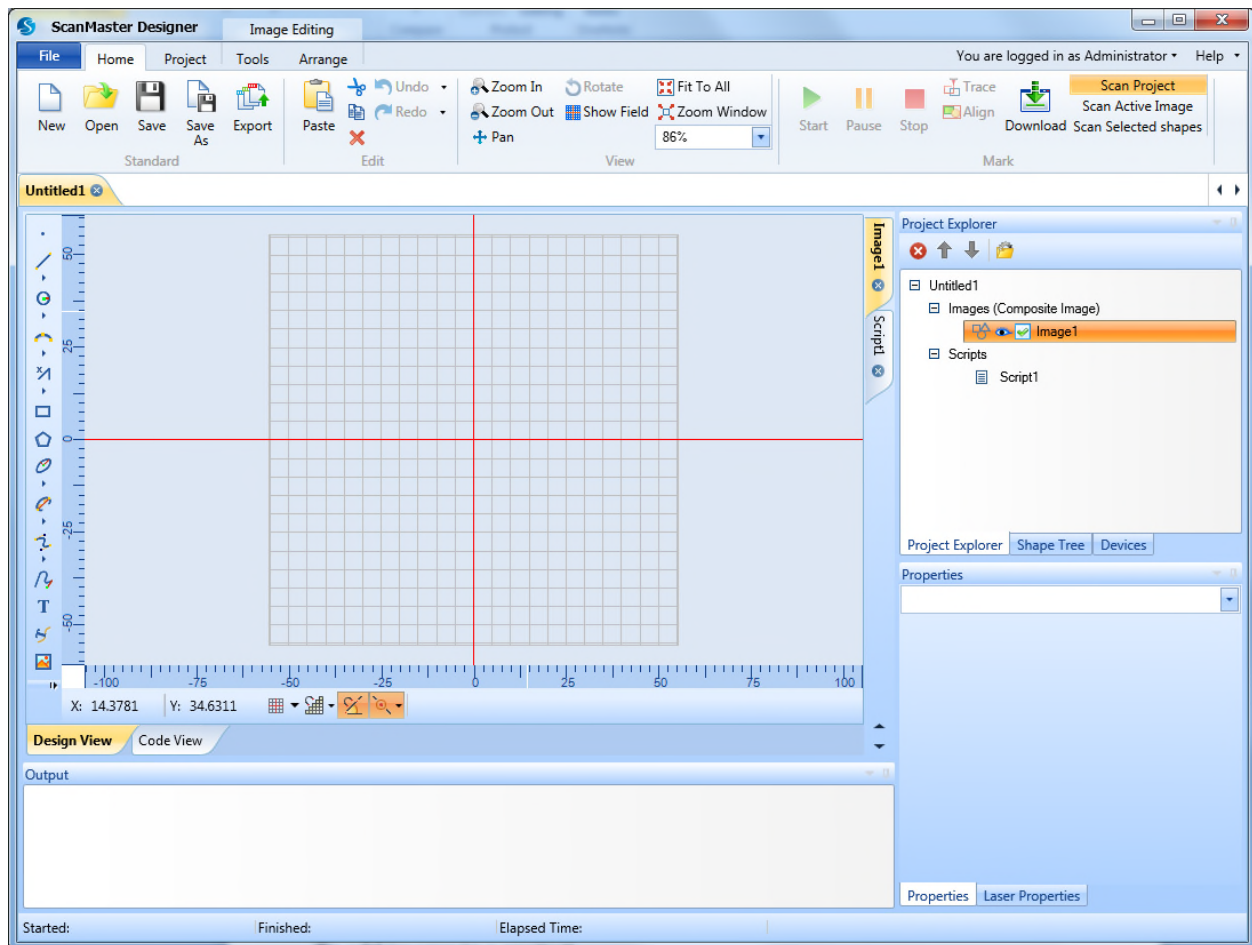 ScanMaster Designer
Image Editing
File Home Project Tools Arrange
You are logged in as Administrator Help
New Open Save Save As Export
Standard
Paste Undo Redo
Edit
Zoom In Rotate Fit To All
Zoom Out Show Field Zoom Window
Pan 86%
View
Start Pause Stop
Trace
Align
Download
Scan Project
Scan Active Image
Scan Selected shapes
Mark
Untitled1
50
25
0
-25
-50
T
-100 -75 -50 -25 0 25 50 75 100
X: 14.3781 Y: 34.6311
Design View Code View
Image1
Script1
Project Explorer
Untitled1
Images (Composite Image)
Image1
Scripts
Script1
Project Explorer Shape Tree Devices
Properties
Properties Laser Properties
Output
Started: Finished: Elapsed Time: